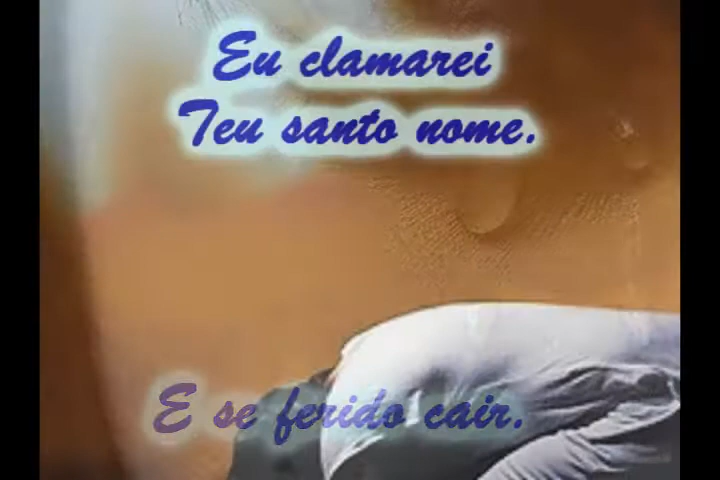 Eu clamarei
Teu santo nome.
E se ferido cair.